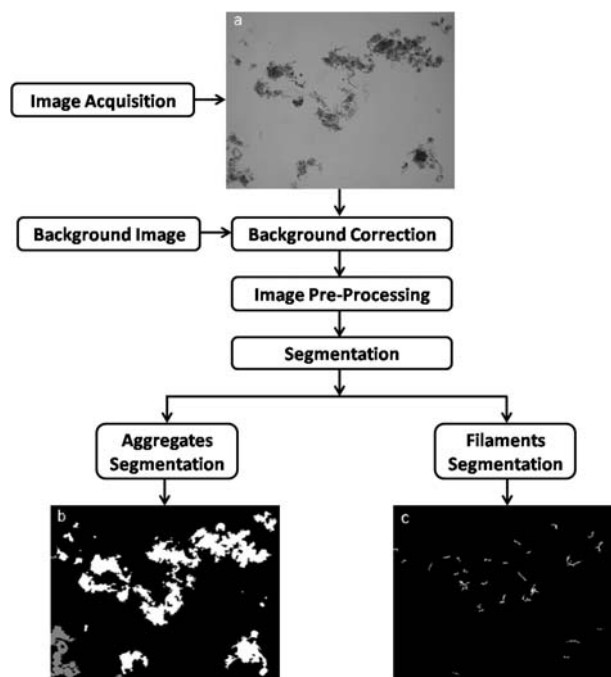 a
Image Acquisition
Background Image
Background Correction
Image Pre-Processing
Segmentation
Aggregates
Segmentation
Filaments
Segmentation
b
c